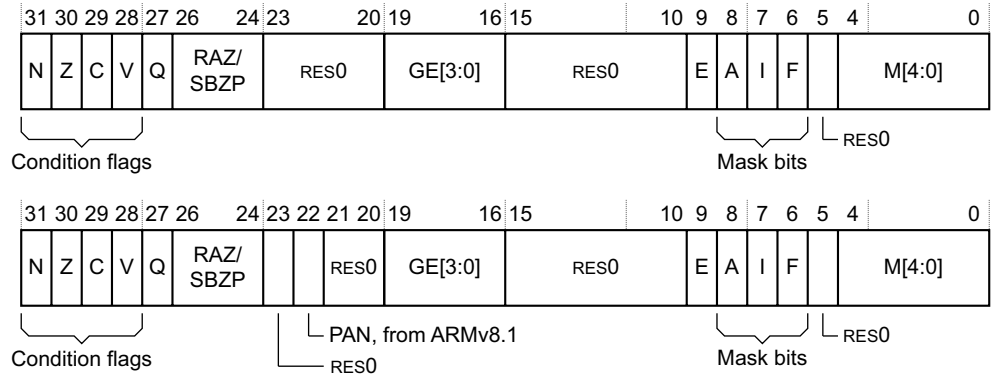 31 30 29 28 27 26 24 23 20 19 16 15 10 9 8 7 6 5 4 0
N Z C V Q RAZ/ SBZP RES0 GE[3:0] RES0 E A I F M[4:0]
RES0
Condition flags Mask bits
31 30 29 28 27 26 24 23 22 21 20 19 16 15 10 9 8 7 6 5 4 0
N Z C V Q RAZ/ SBZP RES0 GE[3:0] RES0 E A I F M[4:0]
PAN, from ARMv8.1 RES0
Condition flags RES0 Mask bits